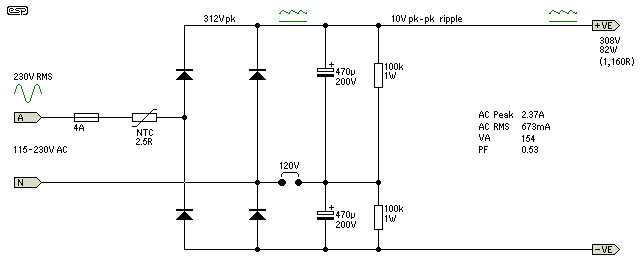 esp
312V pk
10V pk-pk ripple
+VE
308V
82W
(1,160R)
230V RMS
470µ
200V
100k
1W
A
4A
NTC
2.5R
AC Peak 2.37A
AC RMS 673mA
VA 154
PF 0.53
115-230V AC
120V
N
470µ
200V
100k
1W
-VE